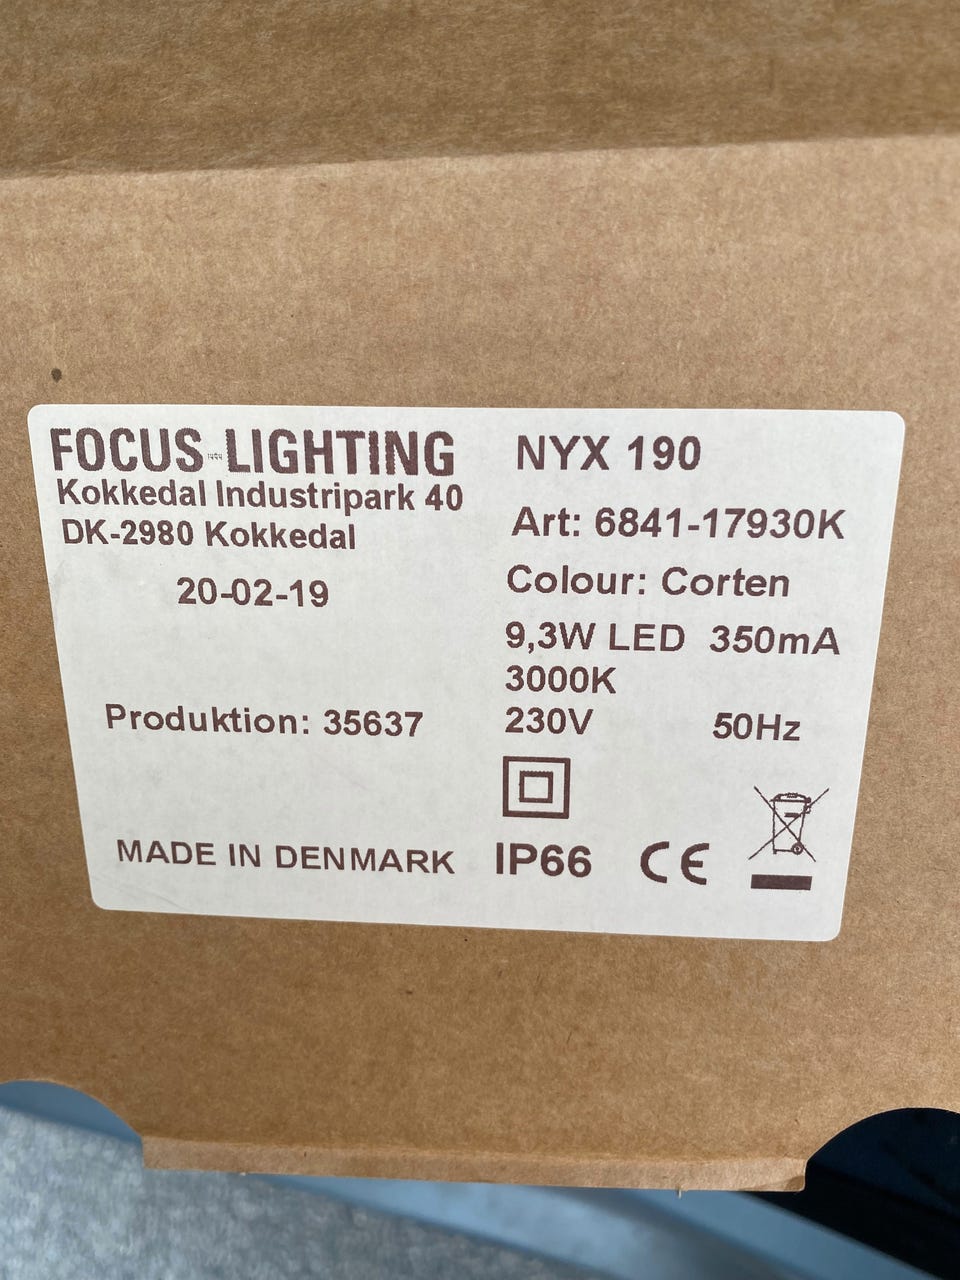 FOCUS LIGHTING
Kokkedal Industripark 40
DK-2980 Kokkedal
20-02-19
Produktion: 35637
MADE IN DENMARK
NYX 190
Art: 6841-17930K
Colour: Corten
9,3W LED 350mA
3000K
230V 50Hz
IP66 CE